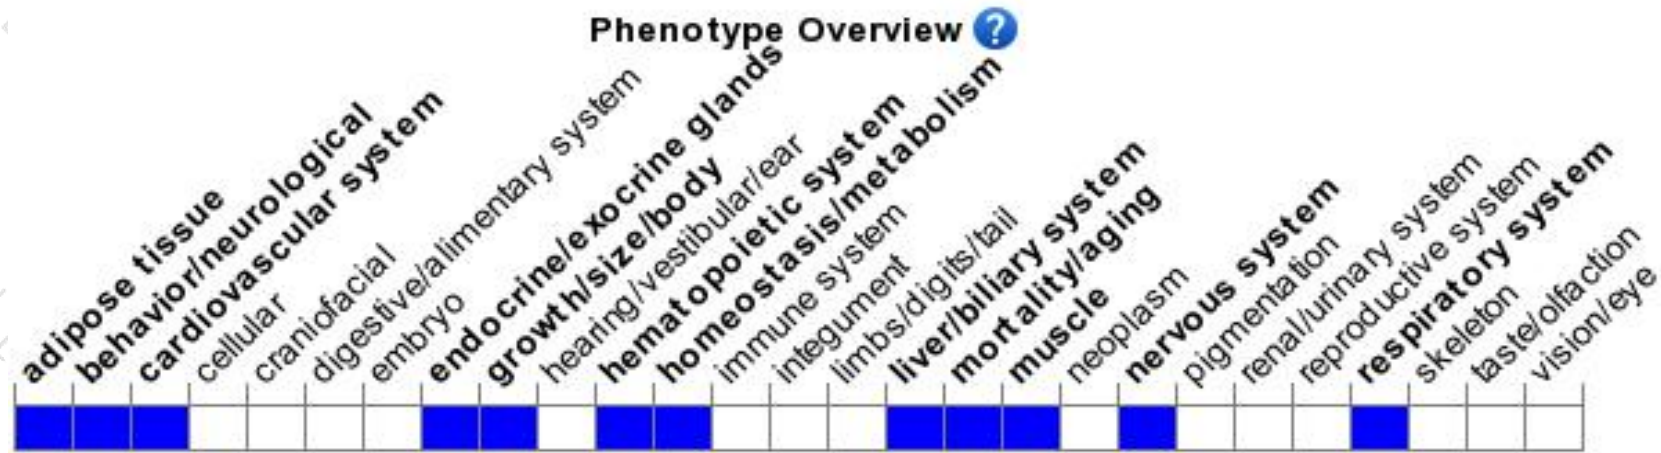 Phenotype Overview ?
adipose tissue
behavior/neurological
cardiovascular system
cellular
craniofacial
digestive/alimentary system
embryo
endocrine/exocrine glands
growth/size/body
hearing/vestibular/ear
hematopoietic system
homeostasis/metabolism
immune system
integument
limbs/digits/tail
liver/biliary system
mortality/aging
muscle
neoplasm
nervous system
pigmentation
renal/urinary system
reproductive system
respiratory system
skeleton
taste/olfaction
vision/eye